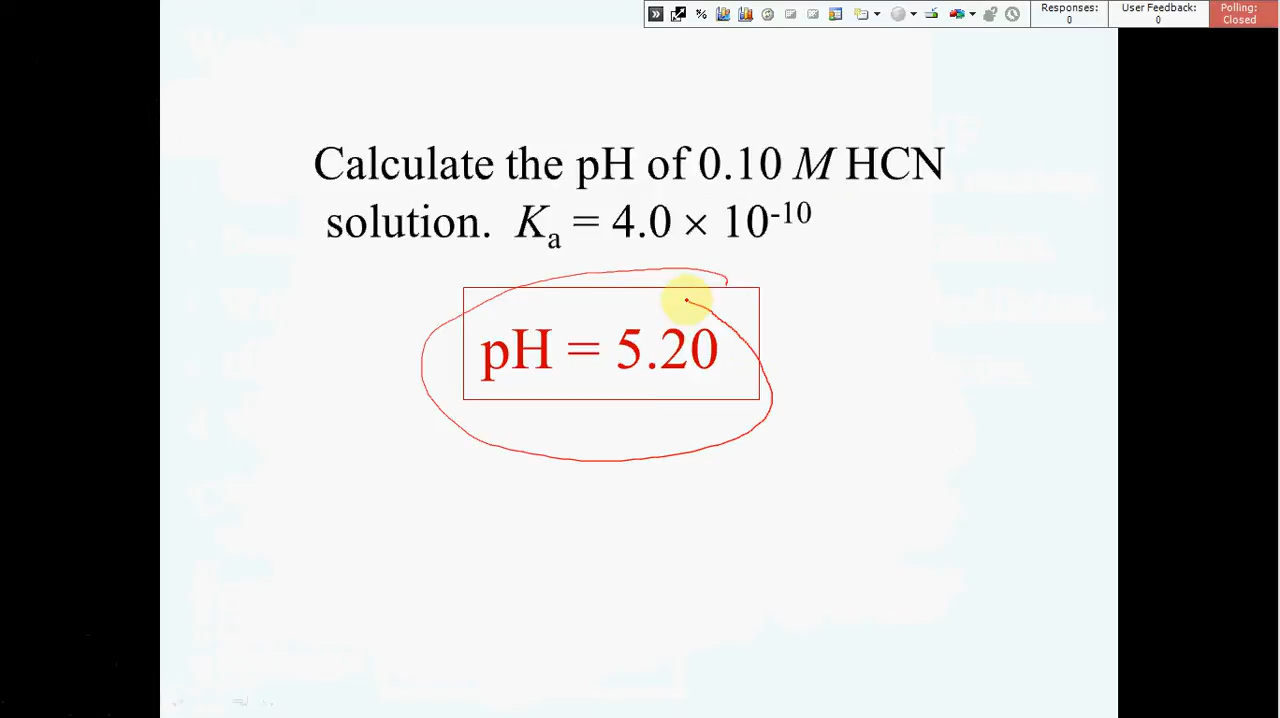 Responses: User Feedback: Polling:
0 0 Closed
Calculate the pH of 0.10 M HCN
solution. Ka = 4.0 × 10-10
pH = 5.20